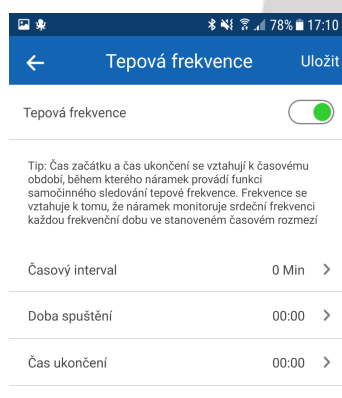 78% 17:10
Tepová frekvence Uložit
Tepová frekvence
Tip: Čas začátku a čas ukončení se vztahují k časovému
období, během kterého náramek provádí funkci
samočinného sledování tepové frekvence. Frekvence se
vztahuje k tomu, že náramek monitoruje srdeční frekvenci
každou frekvenční dobu ve stanoveném časovém rozmezí
Časový interval 0 Min
Doba spuštění 00:00
Čas ukončení 00:00